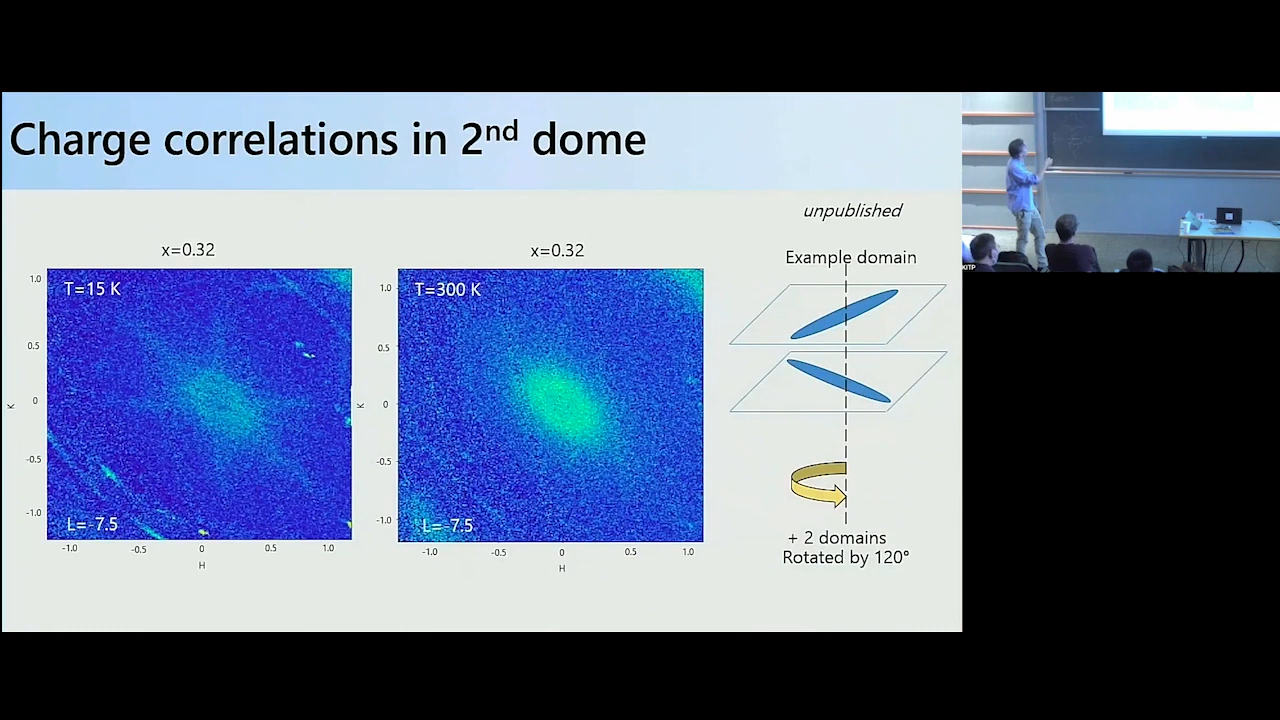 Charge correlations in 2nd dome
unpublished
x=0.32
x=0.32
Example domain
T=15 K
T=300 K
1.0
0.5
0
-0.5
-1.0
K
L=-7.5
-1.0
-0.5
0
0.5
1.0
H
1.0
0.5
0
-0.5
-1.0
K
L=-7.5
-1.0
-0.5
0
0.5
1.0
H
+ 2 domains
Rotated by 120°
KITP